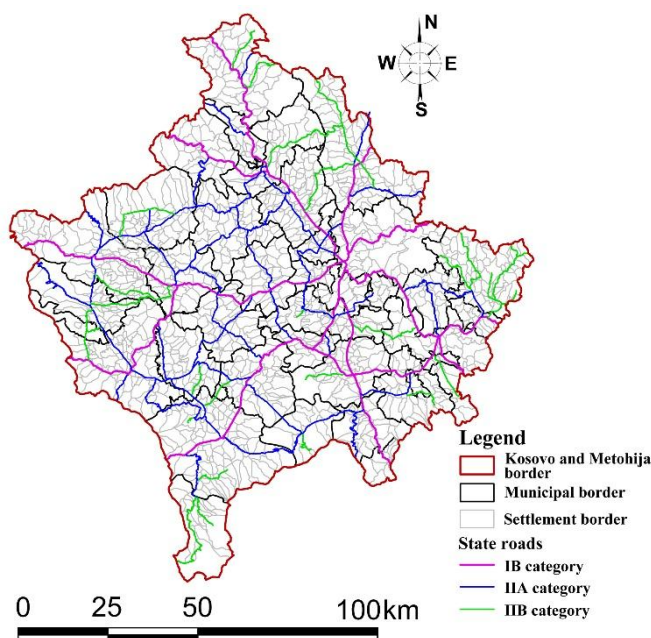 N
W E
S
Legend
Kosovo and Metohija
border
Municipal border
Settlement border
State roads
IB category
IIA category
IIB category
0 25 50 100km